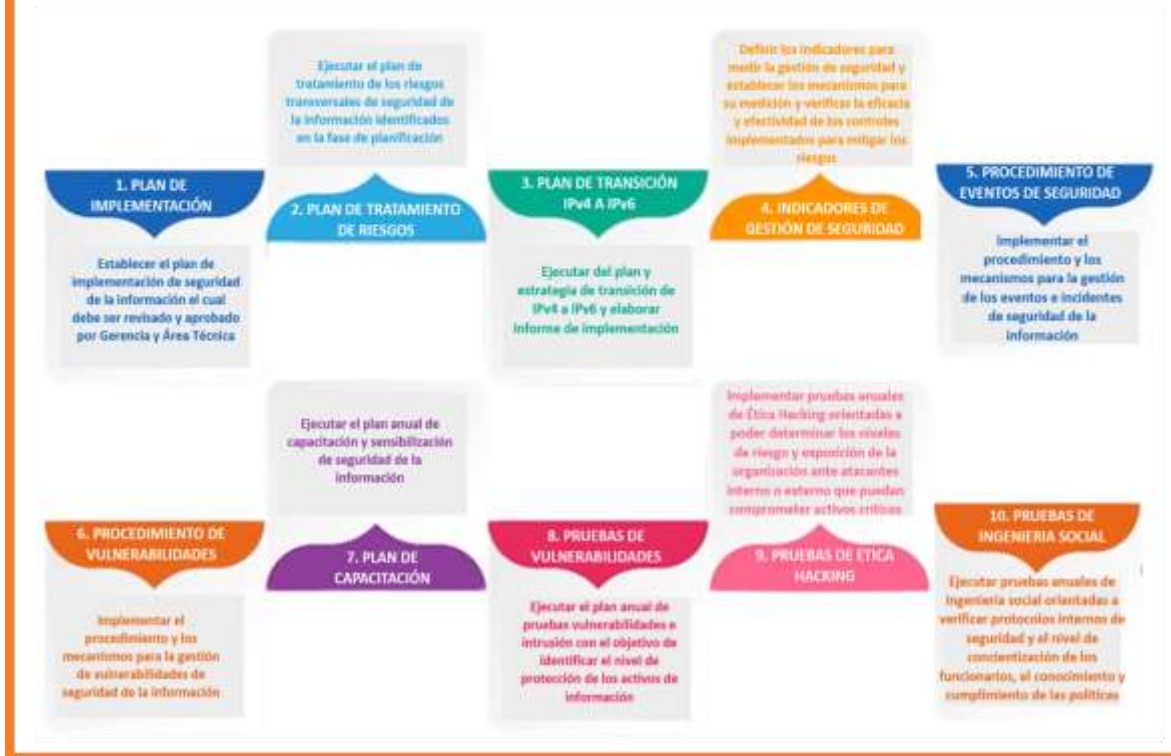 1. PLAN DE
IMPLEMENTACIÓN
Establecer el plan de
implementación de seguridad
de la información el cual
debe ser revisado y aprobado
por Gerencia y Área Técnica
Ejecutar el plan de
tratamiento de los riesgos
transversales de seguridad de
la información identificados
en la fase de planificación
2. PLAN DE TRATAMIENTO
DE RIESGOS
3. PLAN DE TRANSICIÓN
IPv4 A IPv6
Ejecutar del plan y
estrategia de transición de
IPv4 a IPv6 y elaborar
informe de implementación
Definir los indicadores para
medir la gestión de seguridad y
establecer los mecanismos para
su medición y verificar la eficacia
y efectividad de los controles
implementados para mitigar los
riesgos
4. INDICADORES DE
GESTIÓN DE SEGURIDAD
5. PROCEDIMIENTO DE
EVENTOS DE SEGURIDAD
Implementar el
procedimiento y los
mecanismos para la gestión
de los eventos e incidentes
de seguridad de la
información
6. PROCEDIMIENTO DE
VULNERABILIDADES
Implementar el
procedimiento y los
mecanismos para la gestión
de vulnerabilidades de
seguridad de la información
Ejecutar el plan anual de
capacitación y sensibilización
de seguridad de la
información
7. PLAN DE
CAPACITACIÓN
8. PRUEBAS DE
VULNERABILIDADES
Ejecutar el plan anual de
pruebas vulnerabilidades e
intrusión con el objetivo de
identificar el nivel de
protección de los activos de
información
Implementar pruebas anuales
de Ética Hacking orientadas a
poder determinar los niveles
de riesgo y exposición de la
organización ante atacantes
interno o externo que puedan
comprometer activos críticos
9. PRUEBAS DE ETICA
HACKING
10. PRUEBAS DE
INGENIERIA SOCIAL
Ejecutar pruebas anuales de
ingeniería social orientadas a
verificar protocolos internos de
seguridad y el nivel de
concientización de los
funcionarios, el conocimiento y
cumplimiento de las políticas